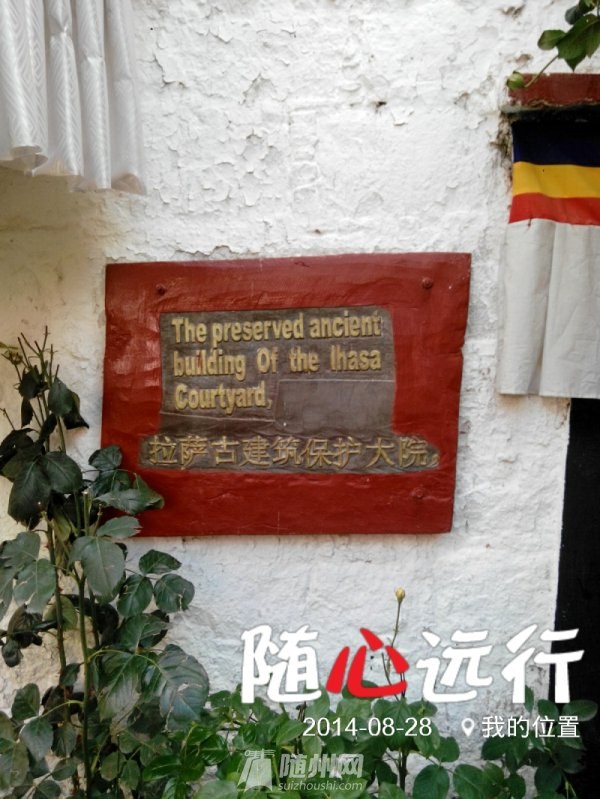 The preserved ancient
building Of the lhasa
Courtyard.
拉萨古建筑保护大院
随心远行
2014-08-28 我的位置
随州网
suizhoushi.com